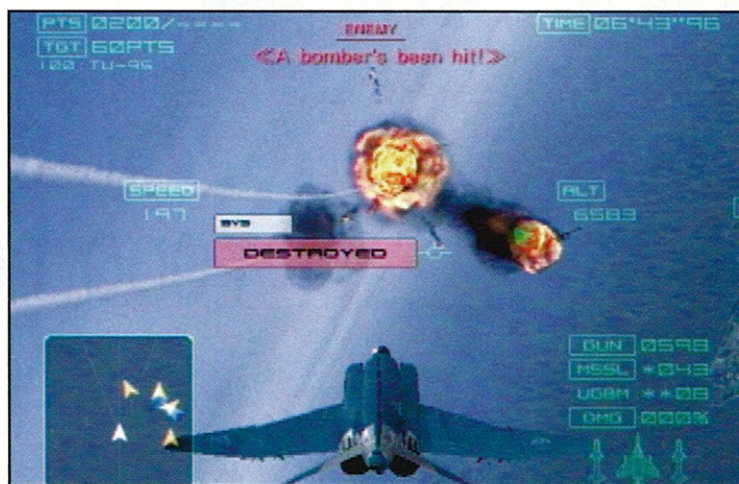 PTS 0200/----
TIME 06'43"96
ENEMY
TGT 60PTS
<<A bomber's been hit!>>
100:TU-95
SPEED
ALT
197
6583
SYS
DESTROYED
GUN 0598
MSSL *043
UGBM **08
DMG 000%